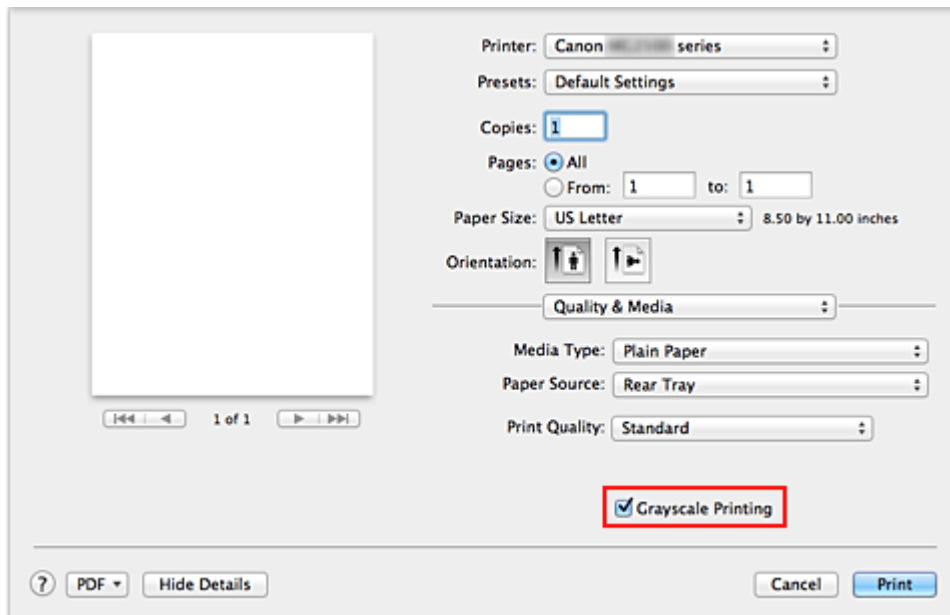 Printer: Canon series
Presets: Default Settings
Copies: 1
Pages: All
From: 1 to: 1
Paper Size: US Letter 8.50 by 11.00 inches
Orientation:
Quality & Media
Media Type: Plain Paper
Paper Source: Rear Tray
1 of 1
Print Quality: Standard
Grayscale Printing
? PDF Hide Details Cancel Print